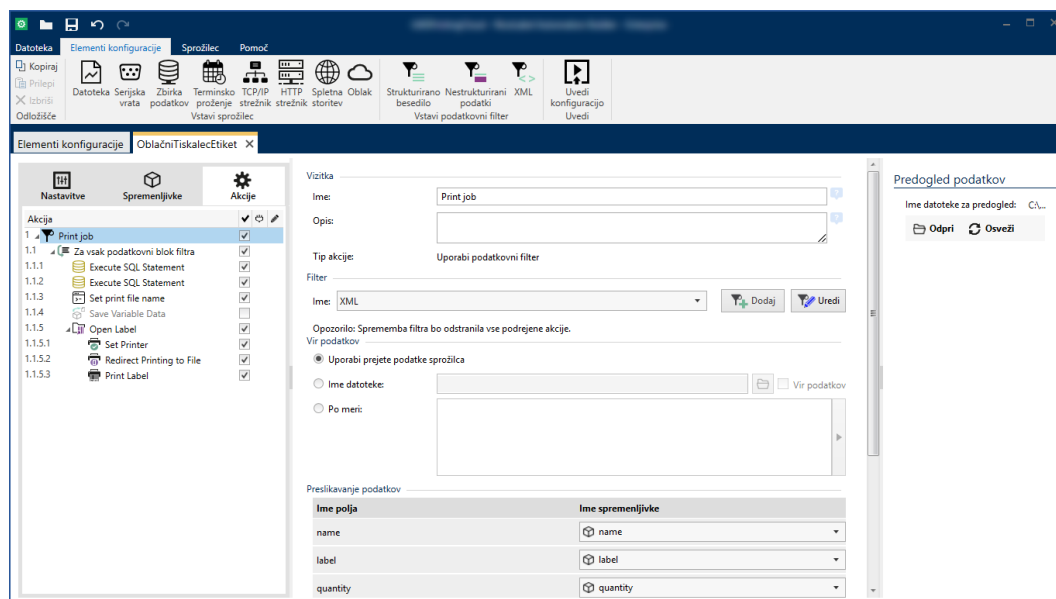 Datoteka Elementi konfiguracije Sprožilec Pomoč
Kopiraj
Prilepi
Izbriši
Odložišče
Datoteka Serijska vrata Zbirka podatkov Terminsko proženje TCP/IP strežnik HTTP strežnik Spletna storitev Oblak
Vstavi sprožilec
Strukturirano besedilo Nestrukturirani podatki XML
Vstavi podatkovni filter
Uvedi konfiguracijo
Uvedi
Elementi konfiguracije OblačniTiskalecEtiket
Nastavitve Spremenljivke Akcije
Akcija
1 Print job
1.1 Za vsak podatkovni blok filtra
1.1.1 Execute SQL Statement
1.1.2 Execute SQL Statement
1.1.3 Set print file name
1.1.4 Save Variable Data
1.1.5 Open Label
1.1.5.1 Set Printer
1.1.5.2 Redirect Printing to File
1.1.5.3 Print Label
Vizitka
Ime: Print job
Opis:
Tip akcije: Uporabi podatkovni filter
Filter
Ime: XML Dodaj Uredi
Opozorilo: Sprememba filtra bo odstranila vse podrejene akcije.
Vir podatkov
Uporabi prejete podatke sprožilca
Ime datoteke: Vir podatkov
Po meri:
Preslikavanje podatkov
Ime polja Ime spremenljivke
name name
label label
quantity quantity
Predogled podatkov
Ime datoteke za predogled: C:\,...
Odpri Osveži